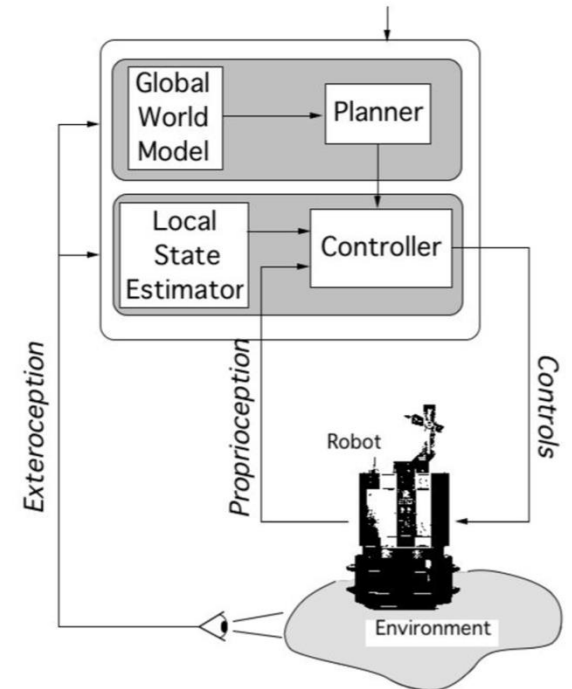 Global
World
Model
Planner
Local
State
Estimator
Controller
Exteroception
Proprioception
Controls
Robot
Environment